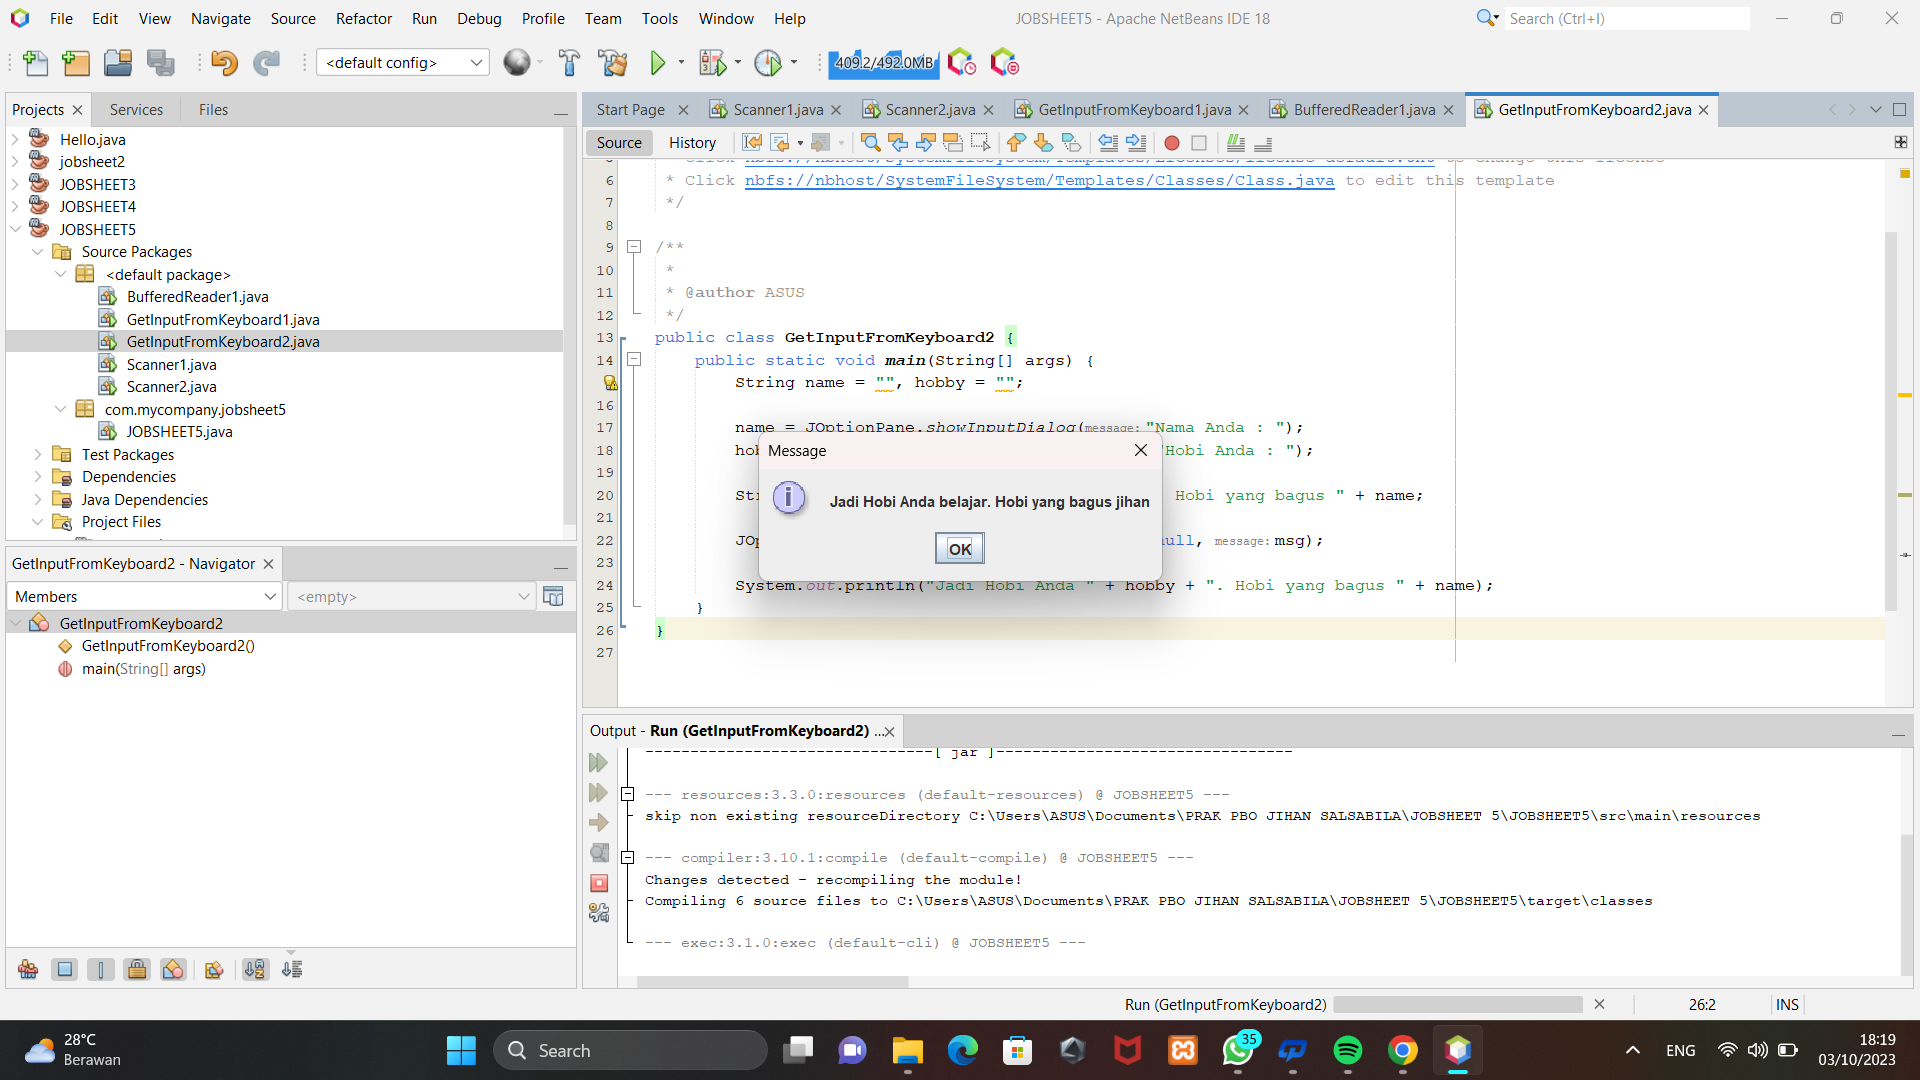 File Edit View Navigate Source Refactor Run Debug Profile Team Tools Window Help
JOBSHEET5 - Apache NetBeans IDE 18
Search (Ctrl+I)
<default config>
409.2/492.0MB
Projects
Services
Files
Hello.java
jobsheet2
JOBSHEET3
JOBSHEET4
JOBSHEET5
Source Packages
<default package>
BufferedReader1.java
GetInputFromKeyboard1.java
GetInputFromKeyboard2.java
Scanner1.java
Scanner2.java
com.mycompany.jobsheet5
JOBSHEET5.java
Test Packages
Dependencies
Java Dependencies
Project Files
GetInputFromKeyboard2 - Navigator
Members
<empty>
GetInputFromKeyboard2
GetInputFromKeyboard2()
main(String[] args)
Start Page
Scanner1.java
Scanner2.java
GetInputFromKeyboard1.java
BufferedReader1.java
GetInputFromKeyboard2.java
Source
History
6 * Click nbfs://nbhost/SystemFileSystem/Templates/Classes/Class.java to edit this template
7 */
8
9 /**
10 *
11 * @author ASUS
12 */
13 public class GetInputFromKeyboard2 {
14 public static void main(String[] args) {
String name = "", hobby = "";
16
17 name = JOptionPane.showInputDialog(message: "Nama Anda : ");
18 hob "Hobi Anda : ");
19
20 Str Hobi yang bagus " + name;
21
22 JOp null, message: msg);
23
24 System.out.println("Jadi Hobi Anda " + hobby + ". Hobi yang bagus " + name);
25 }
26 }
27
Message
Jadi Hobi Anda belajar. Hobi yang bagus jihan
OK
Output - Run (GetInputFromKeyboard2) ...
--------------------------------[ jar ]---------------------------------
--- resources:3.3.0:resources (default-resources) @ JOBSHEET5 ---
skip non existing resourceDirectory C:\Users\ASUS\Documents\PRAK PBO JIHAN SALSABILA\JOBSHEET 5\JOBSHEET5\src\main\resources
--- compiler:3.10.1:compile (default-compile) @ JOBSHEET5 ---
Changes detected - recompiling the module!
Compiling 6 source files to C:\Users\ASUS\Documents\PRAK PBO JIHAN SALSABILA\JOBSHEET 5\JOBSHEET5\target\classes
--- exec:3.1.0:exec (default-cli) @ JOBSHEET5 ---
Run (GetInputFromKeyboard2)
26:2
INS
28°C
Berawan
Search
35
ENG
18:19
03/10/2023